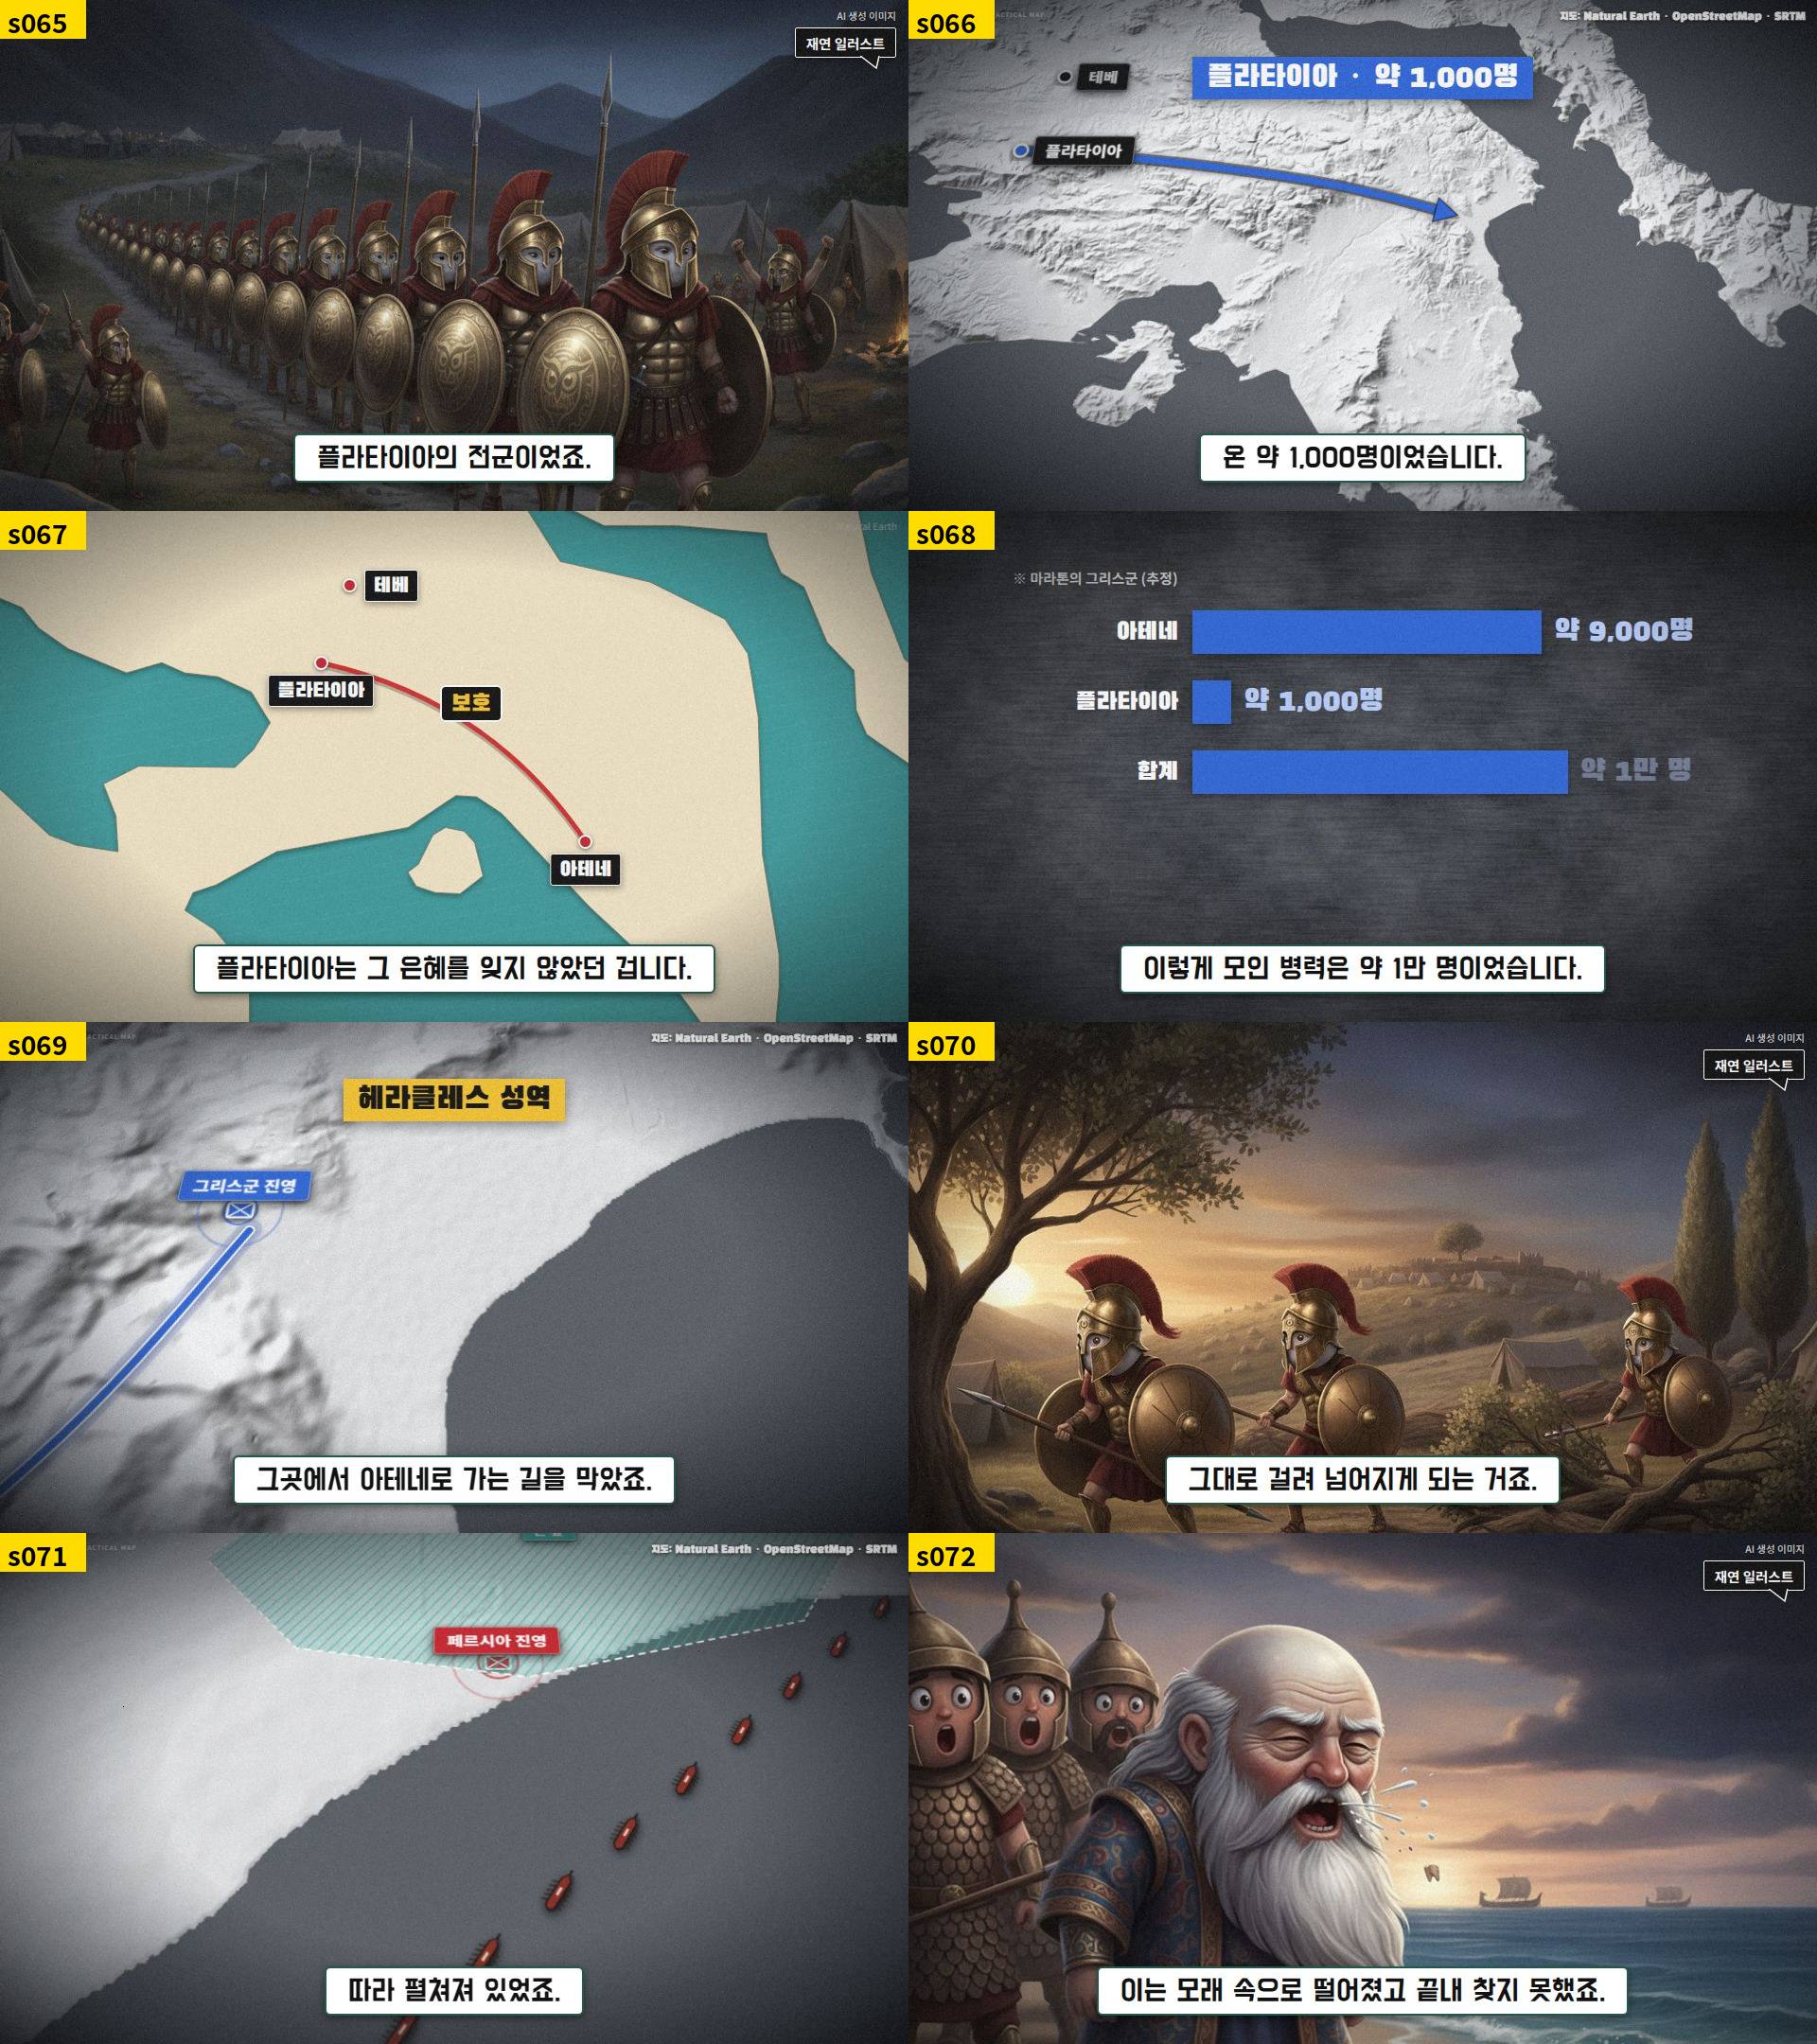 s065
AI 생성 이미지
재연 일러스트
플라타이아의 전군이었죠.
s066
지도: Natural Earth · OpenStreetMap · SRTM
테베
플라타이아 · 약 1,000명
플라타이아
온 약 1,000명이었습니다.
s067
Earth
테베
플라타이아
보호
아테네
플라타이아는 그 은혜를 잊지 않았던 겁니다.
s068
※ 마라톤의 그리스군 (추정)
아테네
약 9,000명
플라타이아
약 1,000명
합계
약 1만 명
이렇게 모인 병력은 약 1만 명이었습니다.
s069
TACTICAL MAP
지도: Natural Earth · OpenStreetMap · SRTM
헤라클레스 성역
그리스군 진영
그곳에서 아테네로 가는 길을 막았죠.
s070
AI 생성 이미지
재연 일러스트
그대로 걸려 넘어지게 되는 거죠.
s071
TACTICAL MAP
지도: Natural Earth · OpenStreetMap · SRTM
페르시아 진영
따라 펼쳐져 있었죠.
s072
AI 생성 이미지
재연 일러스트
이는 모래 속으로 떨어졌고 끝내 찾지 못했죠.